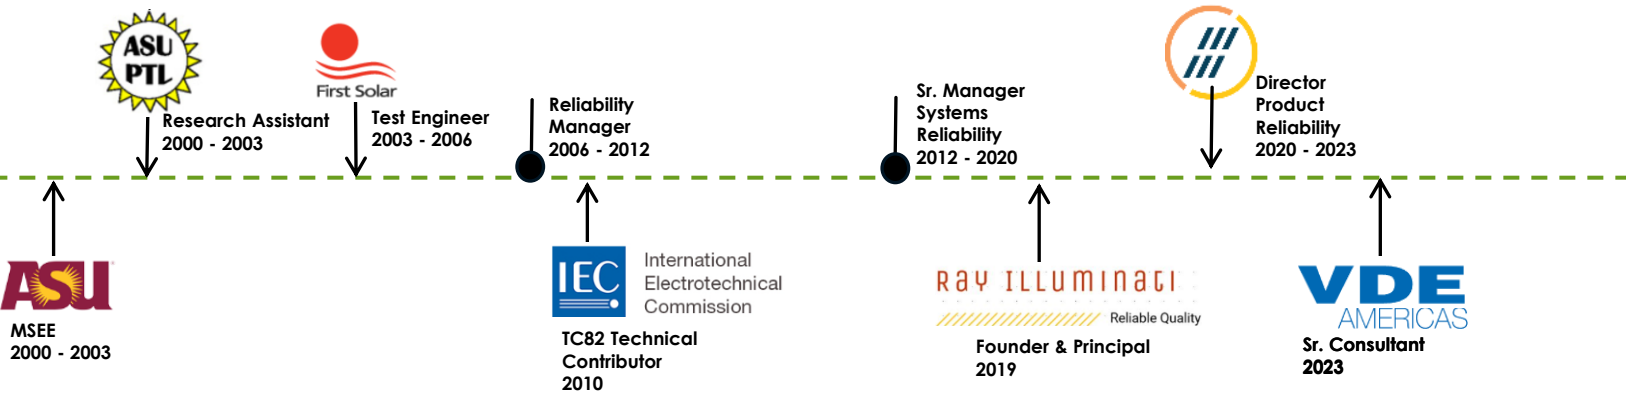 ASU
PTL
Research Assistant
2000 - 2003
First Solar
Test Engineer
2003 - 2006
Reliability
Manager
2006 - 2012
Sr. Manager
Systems
Reliability
2012 - 2020
Director
Product
Reliability
2020 - 2023
ASU
MSEE
2000 - 2003
IEC
International
Electrotechnical
Commission
TC82 Technical
Contributor
2010
RaY ILLUMINaTI
Reliable Quality
Founder & Principal
2019
VDE
AMERICAS
Sr. Consultant
2023